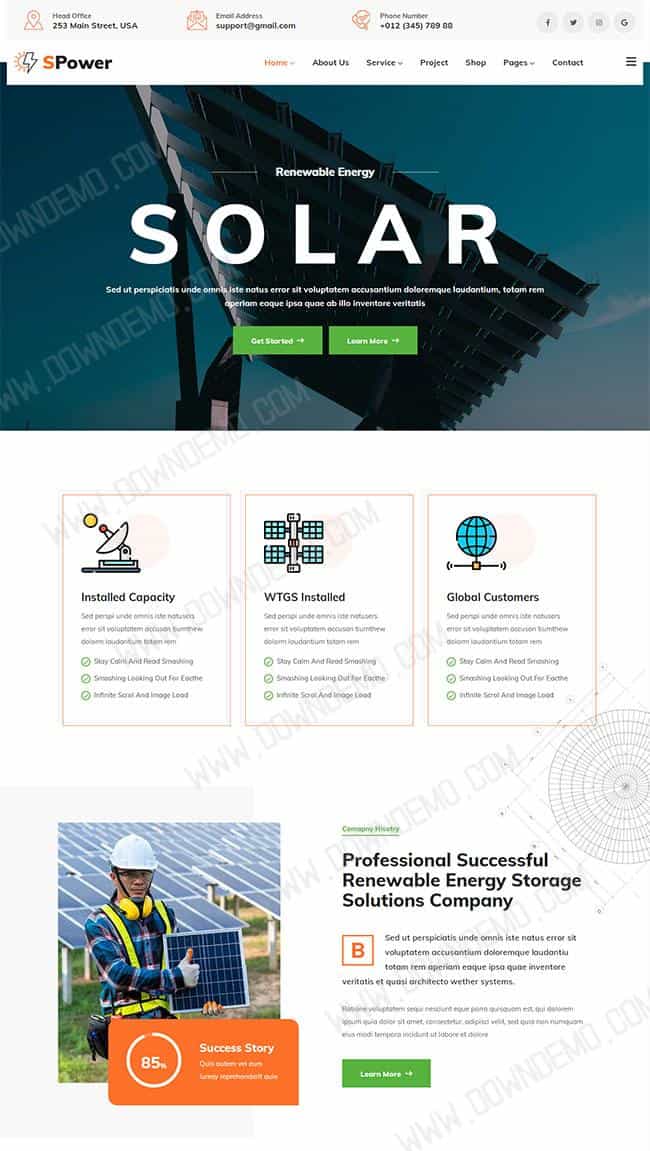 Head Office
253 Main Street, USA
Email Address
support@gmail.com
Phone Number
+012 (345) 789 88
SPower
Home About Us Service Project Shop Pages Contact
Renewable Energy
SOLAR
Sed ut perspiciatis unde omnis iste natus error sit voluptatem accusantium doloremque laudantium, totam rem
aperiam eaque ipsa quae ab illo inventore veritatis
Get Started
Learn More
Installed Capacity
Sed perspi unde omnis iste natusers
error sit voluptatem accusan tiumthew
dolorm laudantium totam rem
Stay Calm And Read Smashing
Smashing Looking Out For Eacthe
Infinite Scrol And Image Load
WTGS Installed
Sed perspi unde omnis iste natusers
error sit voluptatem accusan tiumthew
dolorm laudantium totam rem
Stay Calm And Read Smashing
Smashing Looking Out For Eacthe
Infinite Scrol And Image Load
Global Customers
Sed perspi unde omnis iste natusers
error sit voluptatem accusan tiumthew
dolorm laudantium totam rem
Stay Calm And Read Smashing
Smashing Looking Out For Eacthe
Infinite Scrol And Image Load
Comapny Hisotry
Professional Successful
Renewable Energy Storage
Solutions Company
B
Sed ut perspiciatis unde omnis iste natus error sit
voluptatem accusantium doloremque laudantiu
totam rem aperiam eaque ipsa quae inventore
veritatis et quasi architecto wether systems.
Ratione voluptatem sequi nesciunt eque porro quisquam est, qui dolorem
ipsum quia dolor sit amet, consectetur, adipisci velit, sed quia non numquam
eius modi tempora incidunt ut labore et dolore
Learn More
85%
Success Story
Quis autem vel eum
iurety reprehenderit aute
WWW.DOWNDEMO.COM